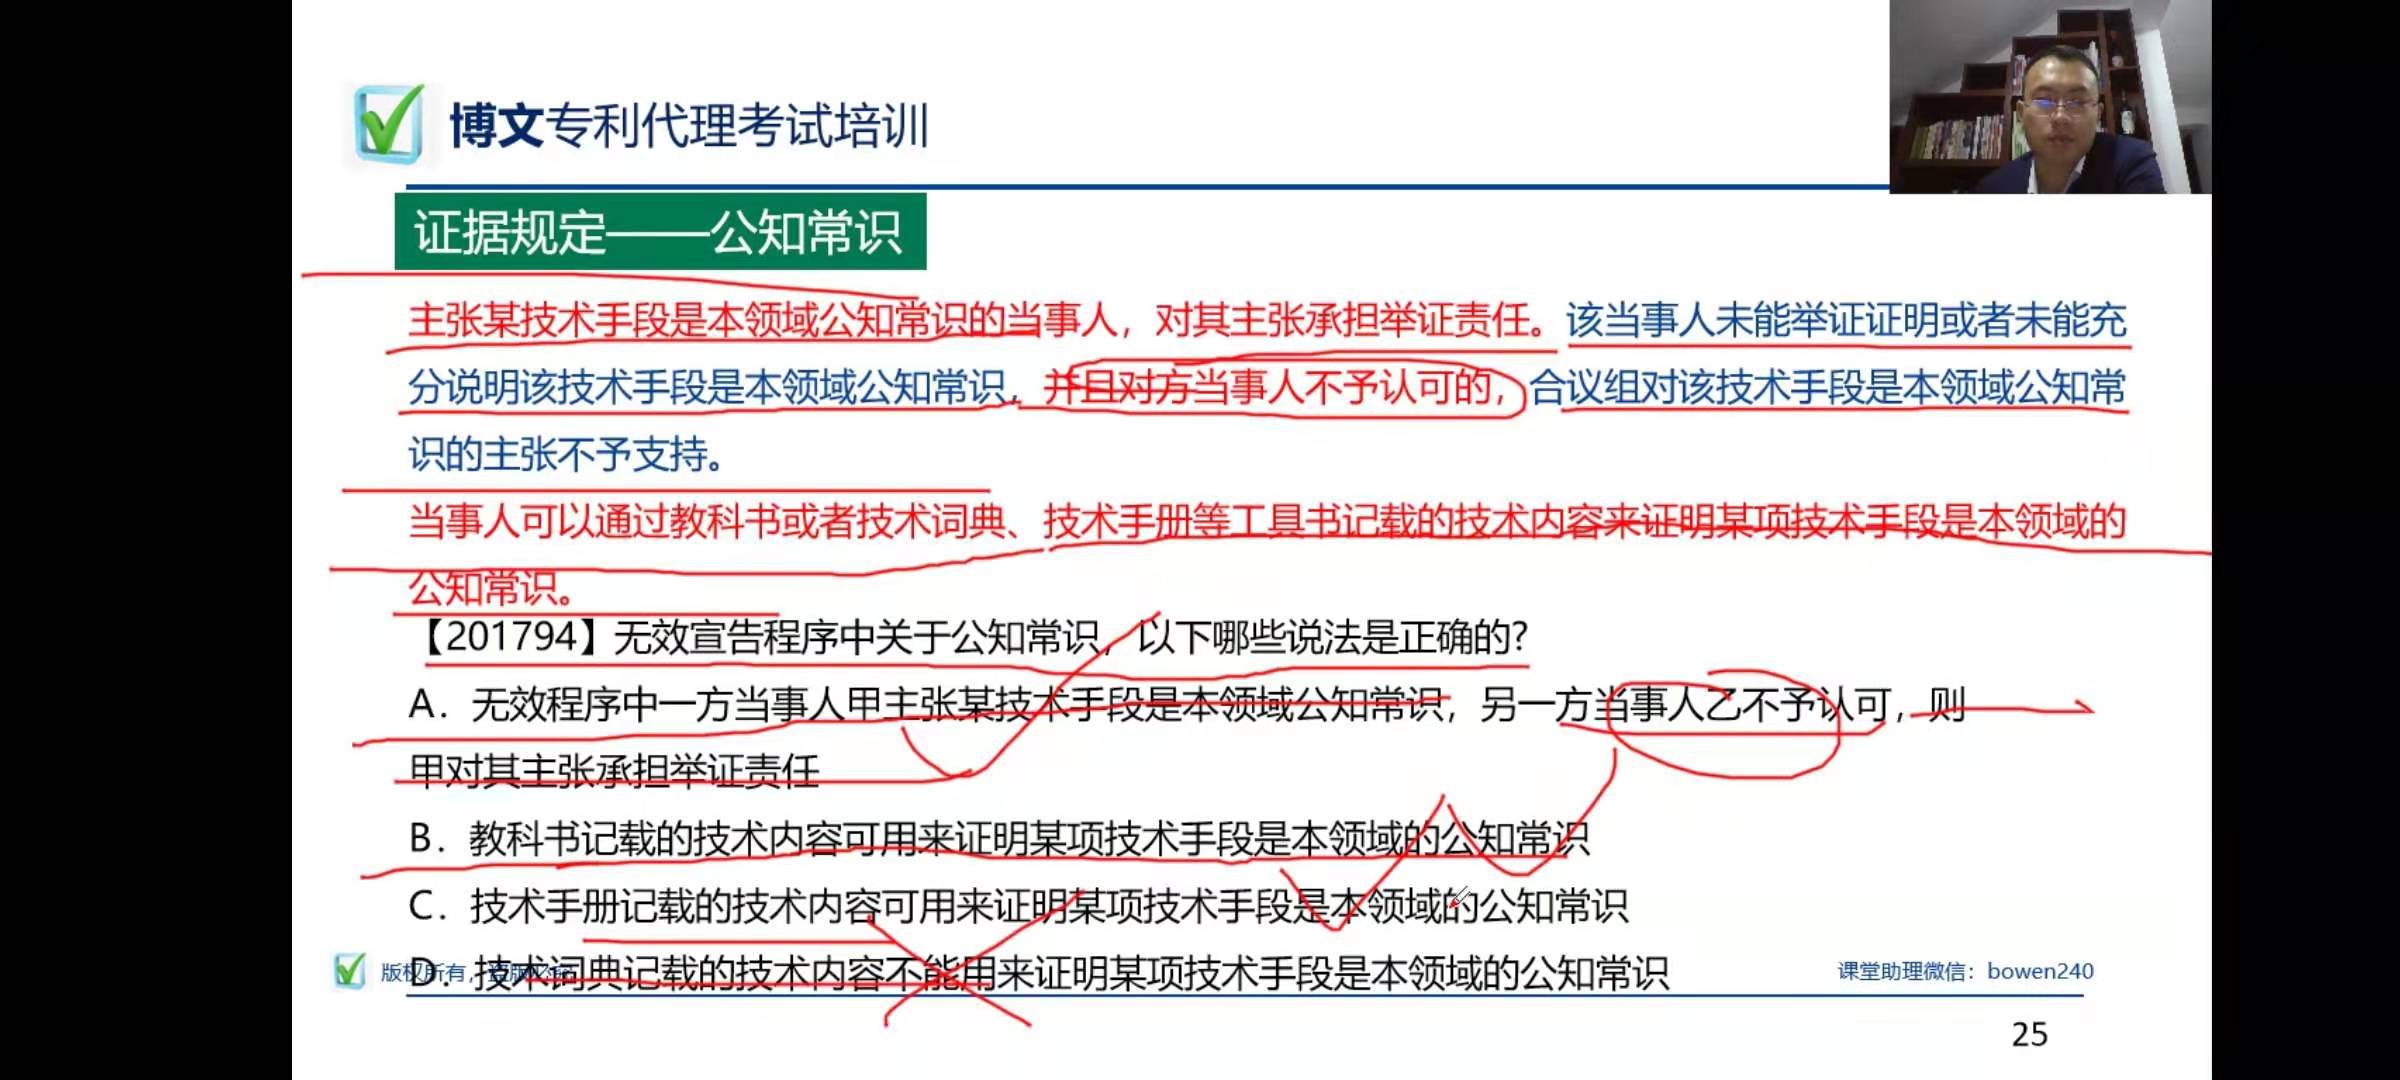 博文专利代理考试培训
证据规定——公知常识
主张某技术手段是本领域公知常识的当事人，对其主张承担举证责任。该当事人未能举证证明或者未能充
分说明该技术手段是本领域公知常识，并且对方当事人不予认可的，合议组对该技术手段是本领域公知常
识的主张不予支持。
当事人可以通过教科书或者技术词典、技术手册等工具书记载的技术内容来证明某项技术手段是本领域的
公知常识。
【201794】无效宣告程序中关于公知常识，以下哪些说法是正确的?
A．无效程序中一方当事人甲主张某技术手段是本领域公知常识，另一方当事人乙不予认可，则
甲对其主张承担举证责任
B．教科书记载的技术内容可用来证明某项技术手段是本领域的公知常识
C．技术手册记载的技术内容可用来证明某项技术手段是本领域的公知常识
D．技术词典记载的技术内容不能用来证明某项技术手段是本领域的公知常识
版权所有，
课堂助理微信：bowen240
25